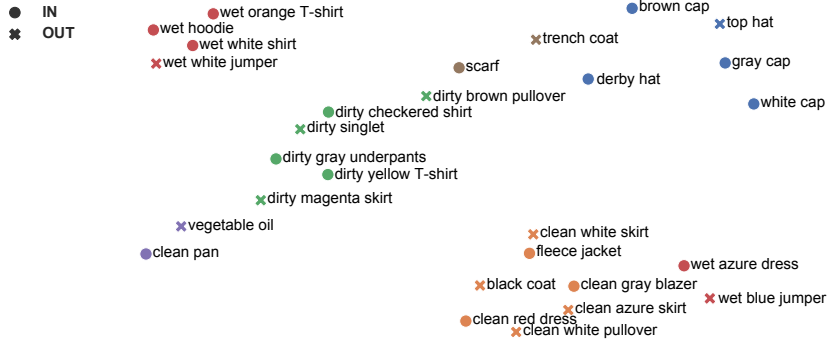 IN
OUT
wet orange T-shirt
wet hoodie
wet white shirt
wet white jumper
brown cap
top hat
trench coat
gray cap
scarf
derby hat
white cap
dirty brown pullover
dirty checkered shirt
dirty singlet
dirty gray underpants
dirty yellow T-shirt
dirty magenta skirt
vegetable oil
clean pan
clean white skirt
fleece jacket
wet azure dress
black coat
clean gray blazer
wet blue jumper
clean azure skirt
clean red dress
clean white pullover